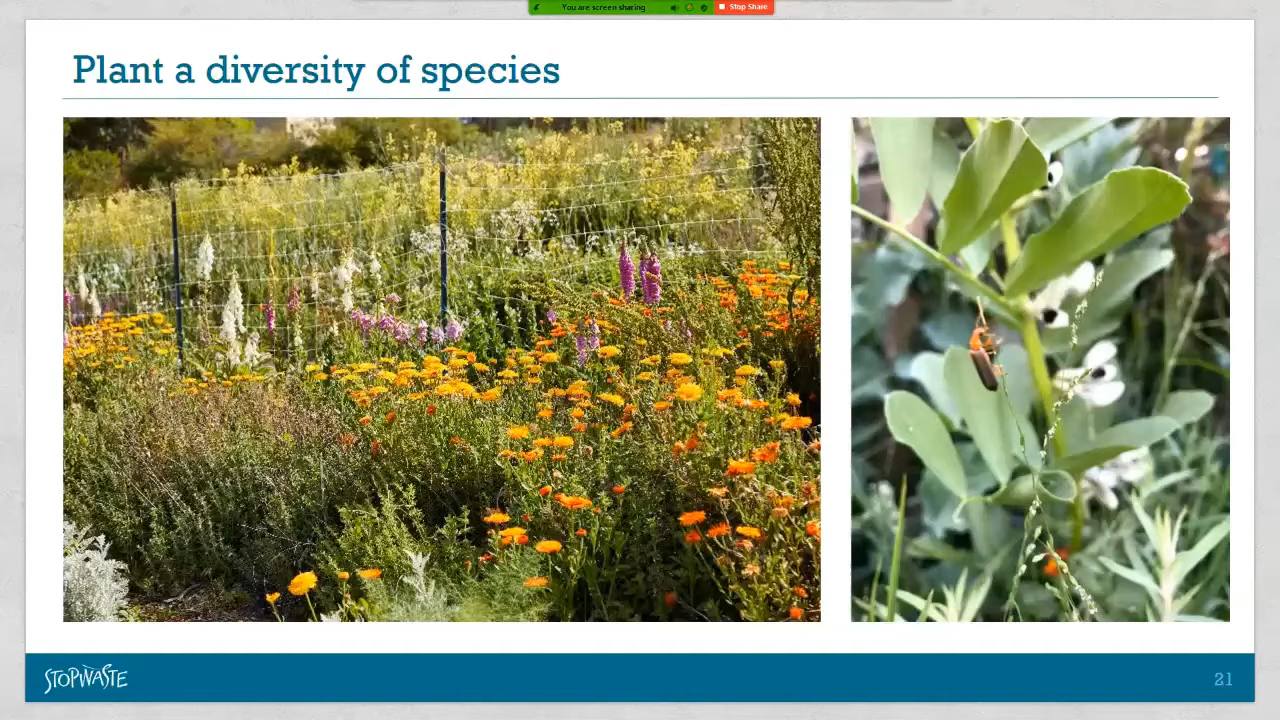 You are screen sharing
Stop Share
Plant a diversity of species
STOPWASTE
21